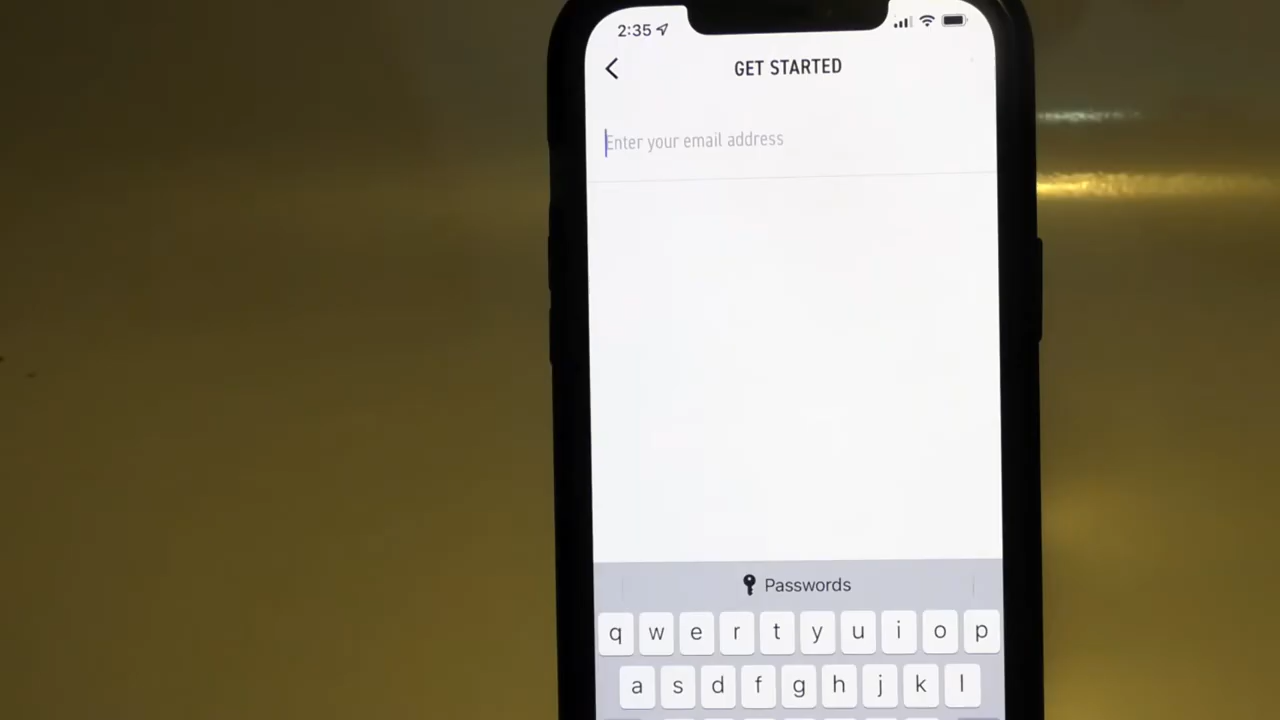 2:35
GET STARTED
Enter your email address
Passwords
q w e r t y u i o p
a s d f g h j k l